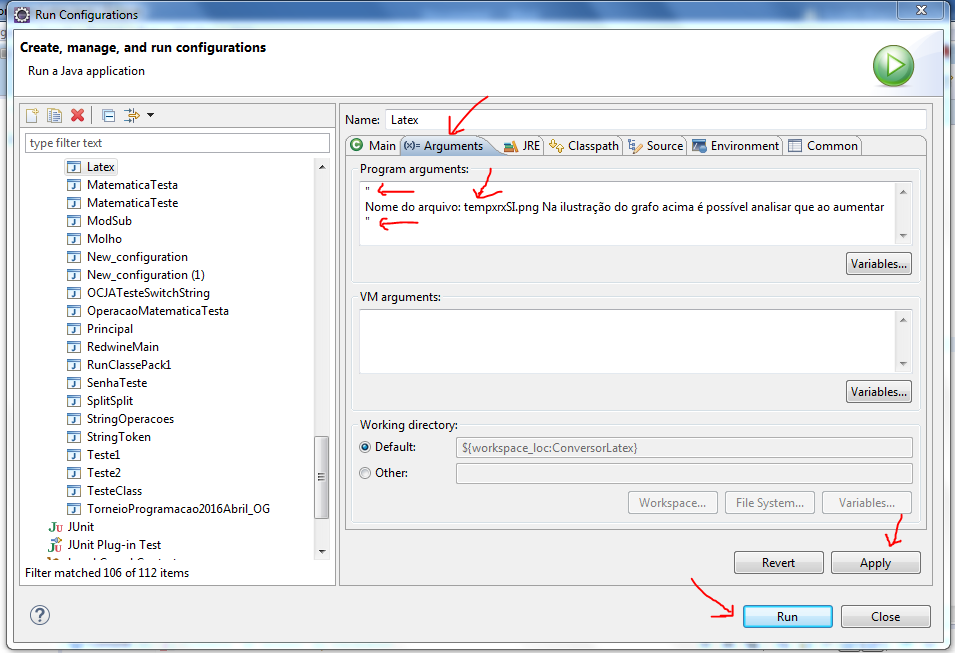 Run Configurations
Create, manage, and run configurations
Run a Java application
type filter text
Latex
MatematicaTesta
MatematicaTeste
ModSub
Molho
New_configuration
New_configuration (1)
OCJATesteSwitchString
OperacaoMatematicaTesta
Principal
RedwineMain
RunClassePack1
SenhaTeste
SplitSplit
StringOperacoes
StringToken
Teste1
Teste2
TesteClass
TorneioProgramacao2016Abril_OG
JUnit
JUnit Plug-in Test
Filter matched 106 of 112 items
Name: Latex
Main (x)= Arguments JRE Classpath Source Environment Common
Program arguments:
"
Nome do arquivo: tempxrxSI.png Na ilustração do grafo acima é possível analisar que ao aumentar
"
Variables...
VM arguments:
Variables...
Working directory:
Default: ${workspace_loc:ConversorLatex}
Other:
Workspace... File System... Variables...
Revert Apply
Run Close